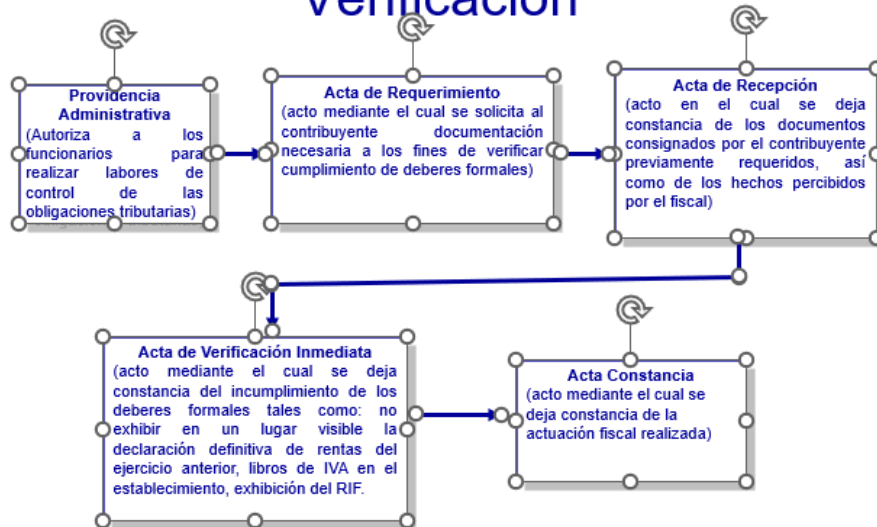 Verificación
Providencia
Administrativa
(Autoriza a los
funcionarios para
realizar labores de
control de las
obligaciones tributarias)
Acta de Requerimiento
(acto mediante el cual se solicita al
contribuyente documentación
necesaria a los fines de verificar
cumplimiento de deberes formales)
Acta de Recepción
(acto en el cual se deja
constancia de los documentos
consignados por el contribuyente
previamente requeridos, así
como de los hechos percibidos
por el fiscal)
Acta de Verificación Inmediata
(acto mediante el cual se deja
constancia del incumplimiento de los
deberes formales tales como: no
exhibir en un lugar visible la
declaración definitiva de rentas del
ejercicio anterior, libros de IVA en el
establecimiento, exhibición del RIF.
Acta Constancia
(acto mediante el cual se
deja constancia de la
actuación fiscal realizada)